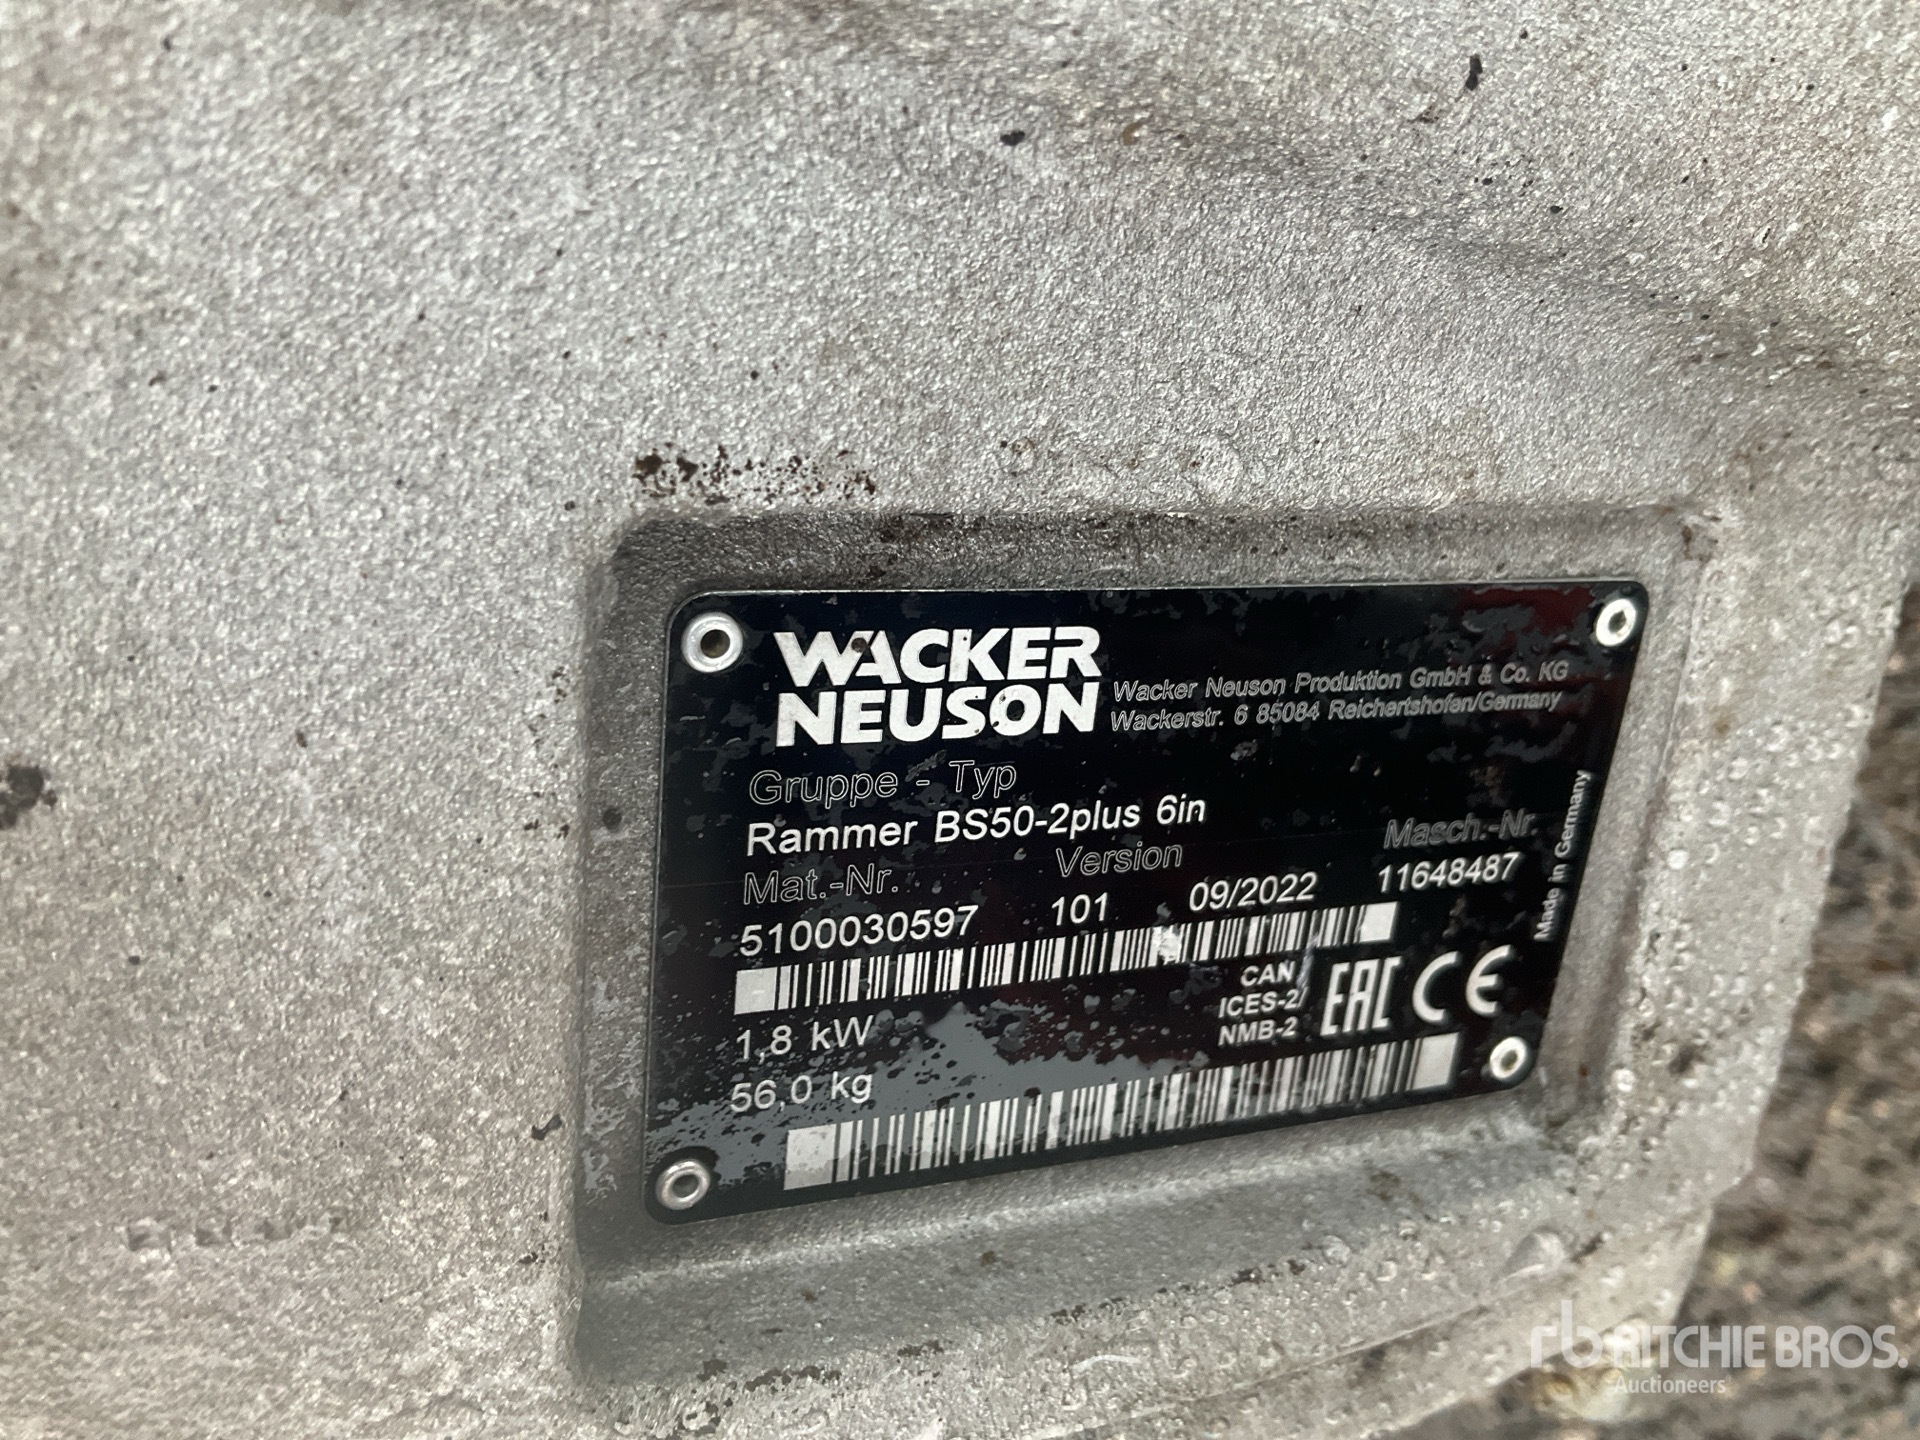 WACKER
NEUSON
Wacker Neuson Produktion GmbH & Co. KG
Wackerstr. 6 85084 Reichertshofen/Germany
Gruppe - Typ
Rammer BS50-2plus 6in
Mat.-Nr. Version Masch.-Nr.
5100030597 101 09/2022 11648487
Made in Germany
1,8 kW
56,0 kg
CAN
ICES-2/
NMB-2
EAC CE
rb RITCHIE BROS.
Auctioneers